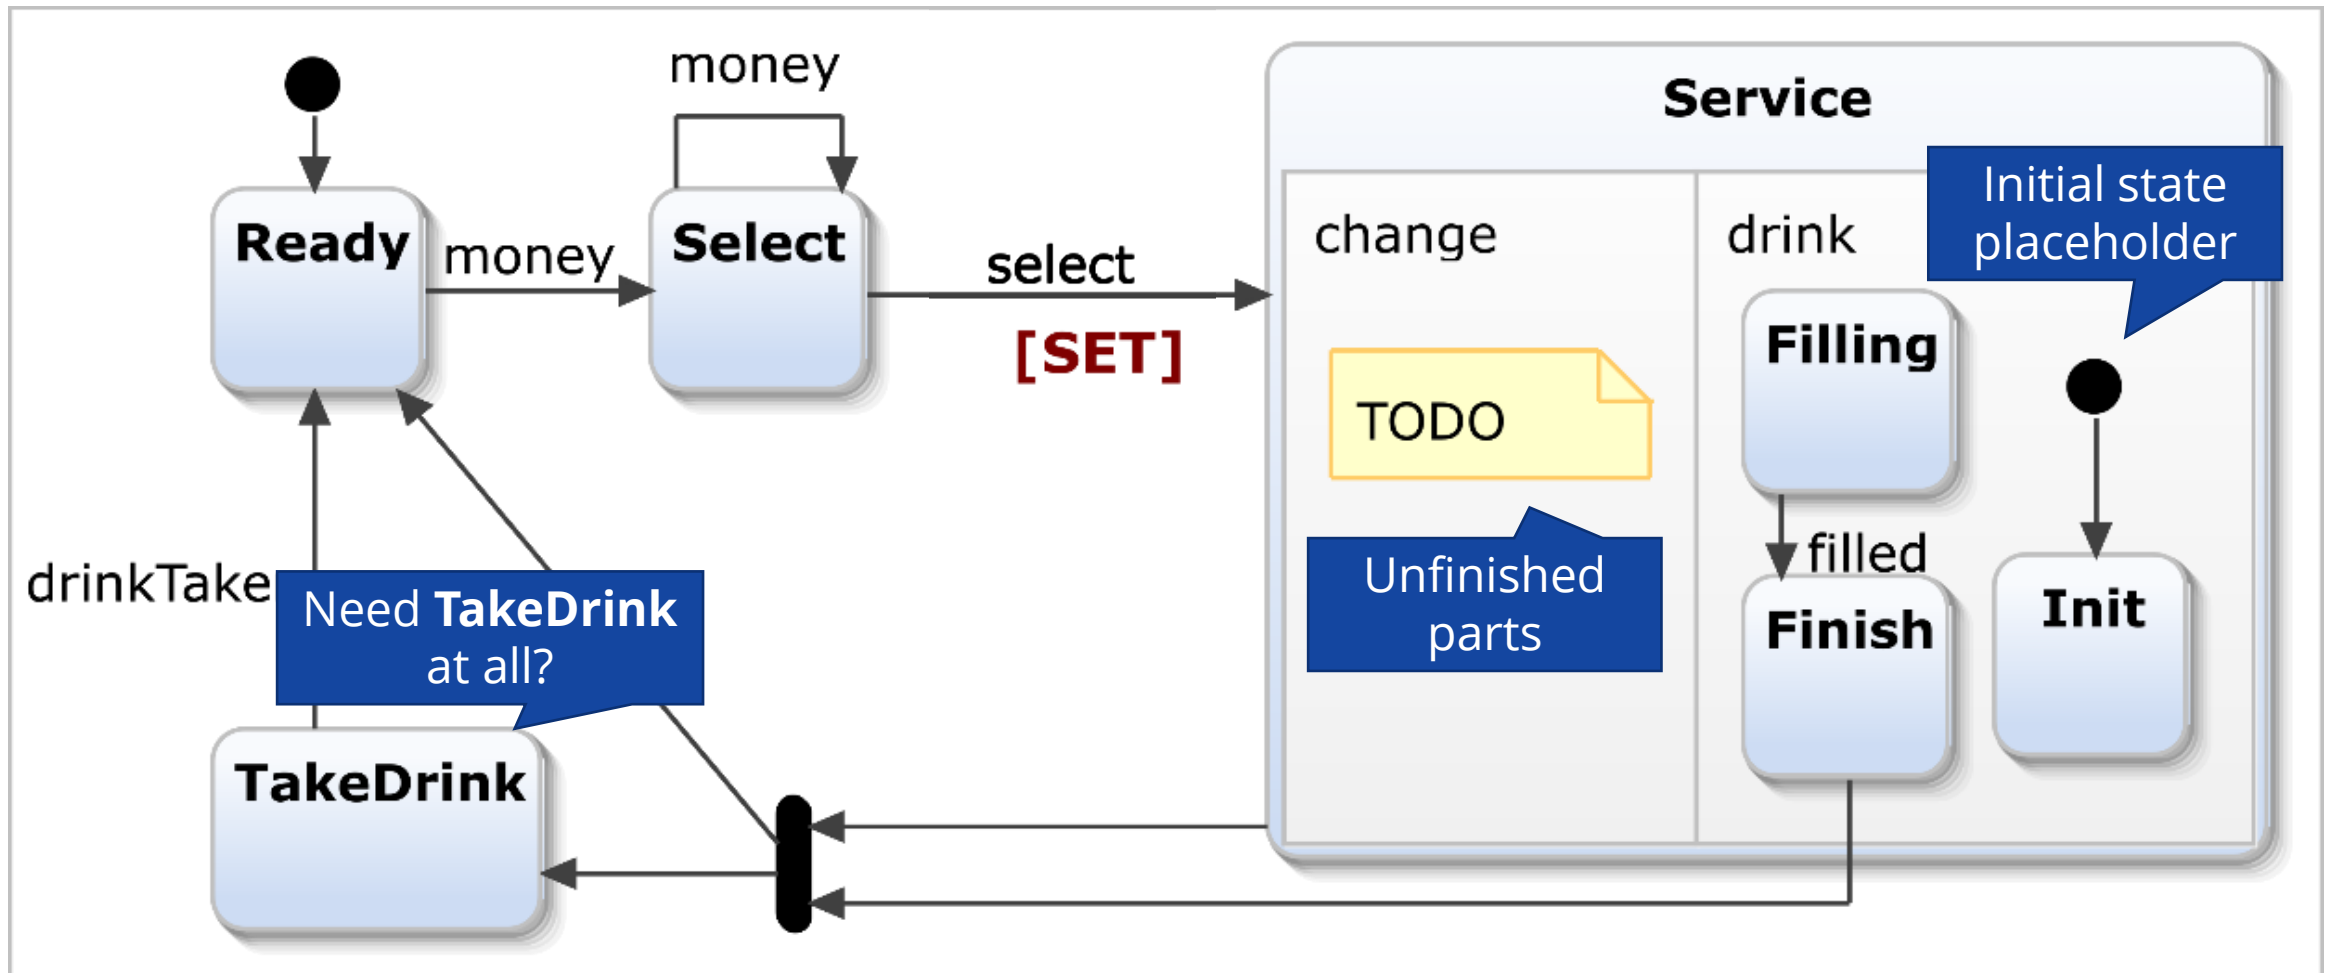 money
Service
Initial state
placeholder
Ready
money
Select
select
[SET]
change
drink
Filling
TODO
filled
Unfinished
parts
Finish
Init
drinkTake
Need TakeDrink
at all?
TakeDrink